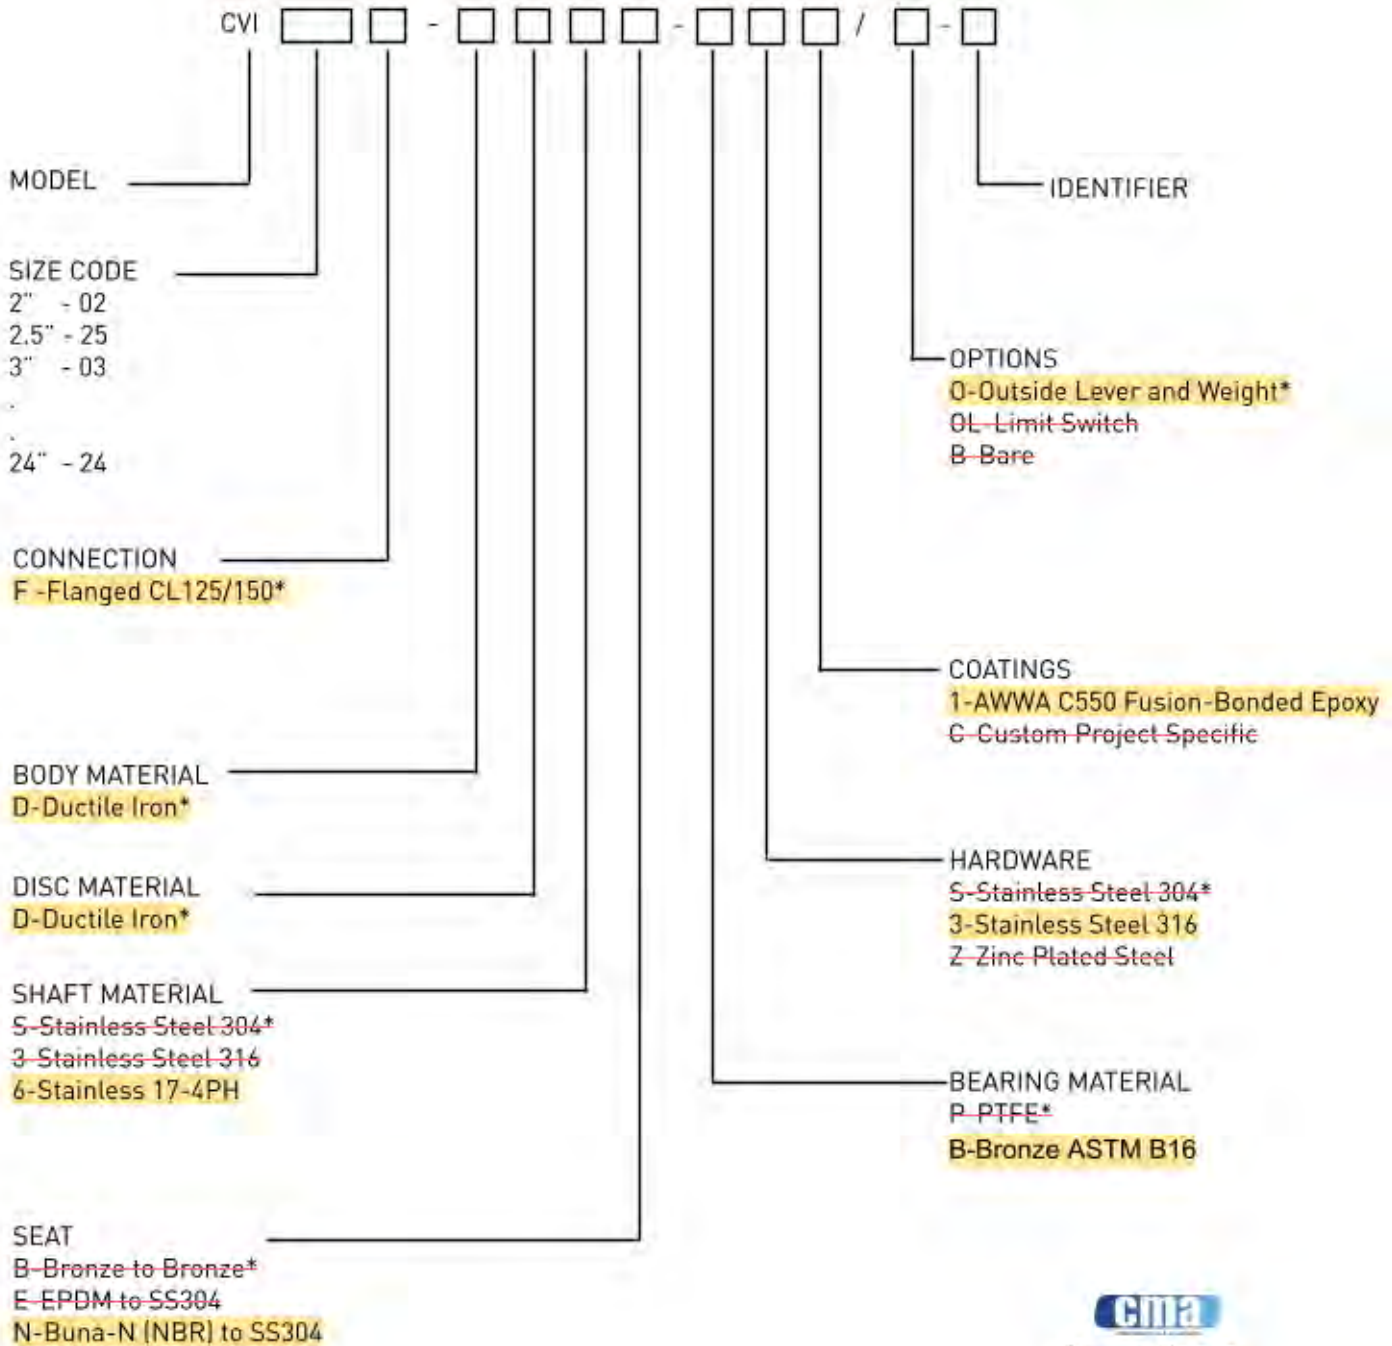 CVI - - / -
MODEL
IDENTIFIER
SIZE CODE
2" - 02
2.5" - 25
3" - 03
.
.
24" - 24
OPTIONS
O-Outside Lever and Weight*
OL-Limit Switch
B-Bare
CONNECTION
F -Flanged CL125/150*
COATINGS
1-AWWA C550 Fusion-Bonded Epoxy
C-Custom Project Specific
BODY MATERIAL
D-Ductile Iron*
DISC MATERIAL
D-Ductile Iron*
HARDWARE
S-Stainless Steel 304*
3-Stainless Steel 316
Z-Zinc Plated Steel
SHAFT MATERIAL
S-Stainless Steel 304*
3-Stainless Steel 316
6-Stainless 17-4PH
BEARING MATERIAL
P-PTFE*
B-Bronze ASTM B16
SEAT
B-Bronze to Bronze*
E-EPDM to SS304
N-Buna-N (NBR) to SS304
cma